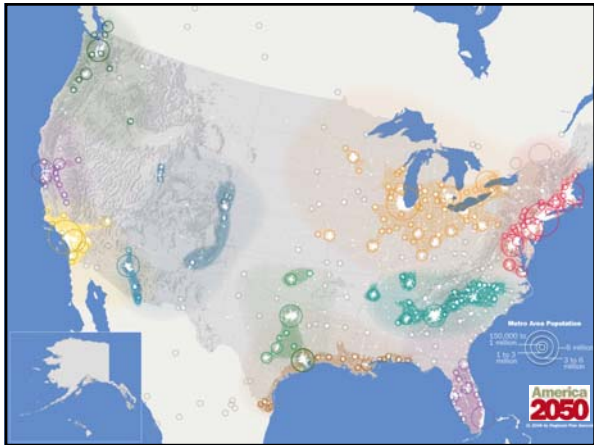 Metro Area Population
150,000 to
1 million
1 to 3
million
6 million
3 to 6
million
America
2050